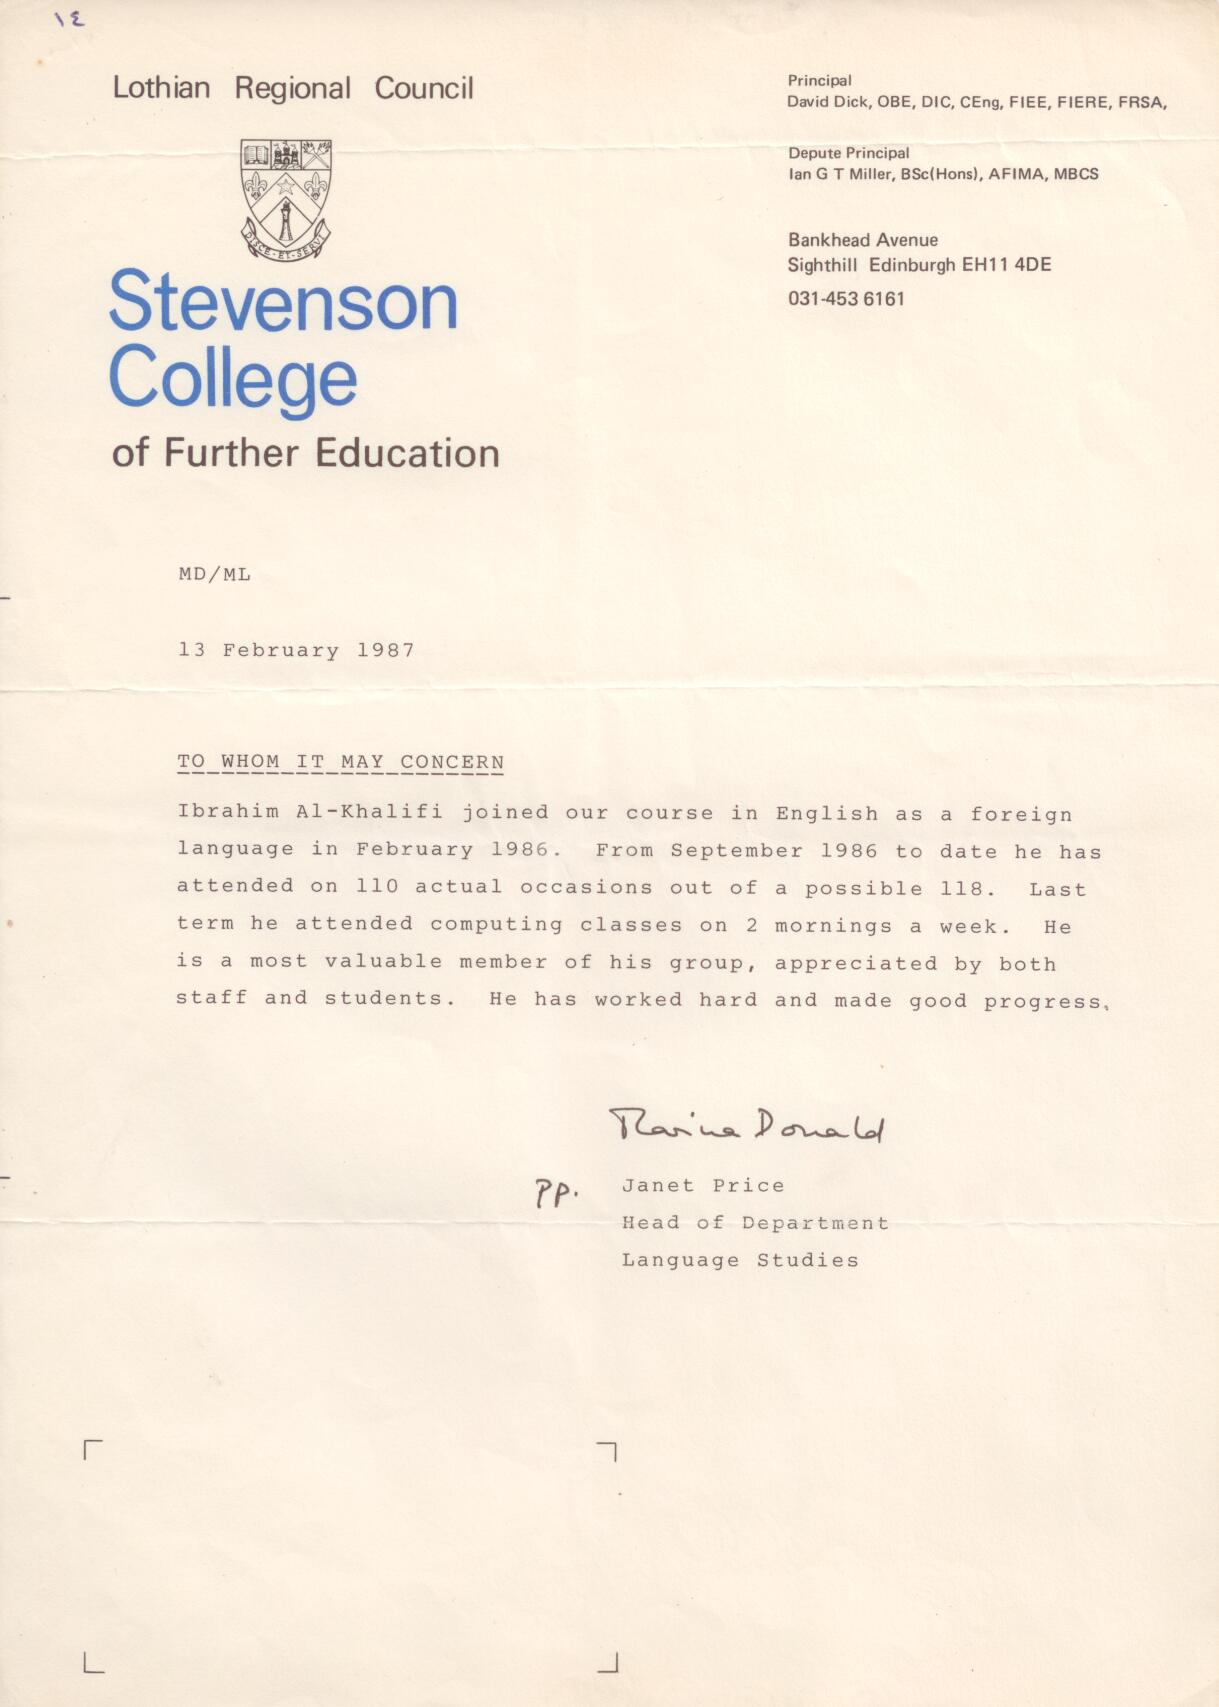 ١٤
Lothian Regional Council
Principal
David Dick, OBE, DIC, CEng, FIEE, FIERE, FRSA,
Depute Principal
Ian G T Miller, BSc(Hons), AFIMA, MBCS
Bankhead Avenue
Sighthill Edinburgh EH11 4DE
031-453 6161
DISCE·ET·SERVI
Stevenson
College
of Further Education
MD/ML
13 February 1987
TO WHOM IT MAY CONCERN
Ibrahim Al-Khalifi joined our course in English as a foreign
language in February 1986. From September 1986 to date he has
attended on 110 actual occasions out of a possible 118. Last
term he attended computing classes on 2 mornings a week. He
is a most valuable member of his group, appreciated by both
staff and students. He has worked hard and made good progress.
Marina Donald
pp. Janet Price
Head of Department
Language Studies